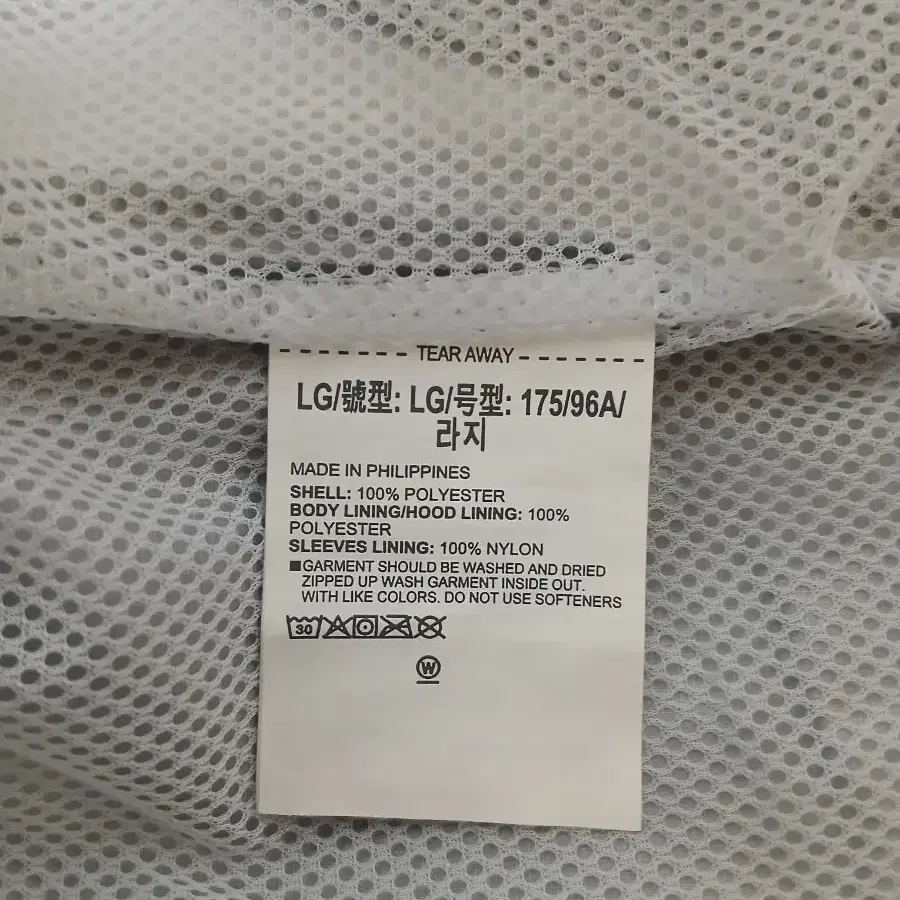 TEAR AWAY
LG/號型: LG/号型: 175/96A/
라지
MADE IN PHILIPPINES
SHELL: 100% POLYESTER
BODY LINING/HOOD LINING: 100%
POLYESTER
SLEEVES LINING: 100% NYLON
■GARMENT SHOULD BE WASHED AND DRIED
ZIPPED UP WASH GARMENT INSIDE OUT.
WITH LIKE COLORS. DO NOT USE SOFTENERS
30
W